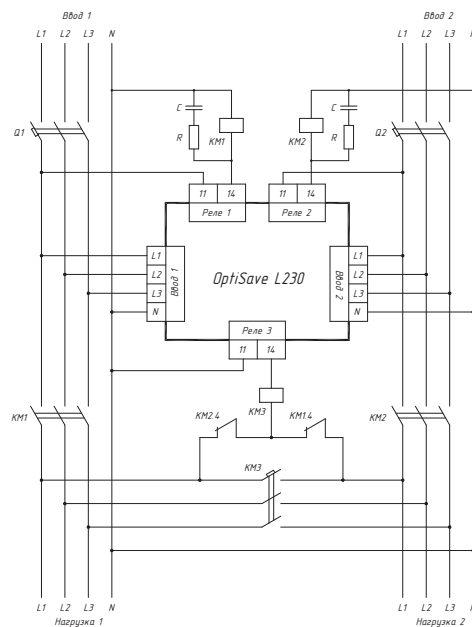 Ввод 1 Ввод 2
L1 L2 L3 N L1 L2 L3 N
C C
Q1 R KM1 KM2 R Q2
11 14 11 14
Реле 1 Реле 2
L1 L1
L2 L2
L3 L3
N N
Ввод 1
OptiSave L230
Ввод 2
Реле 3
11 14
KM3
KM1 KM2.4 KM1.4 KM2
KM3
L1 L2 L3 N L1 L2 L3 N
Нагрузка 1 Нагрузка 2